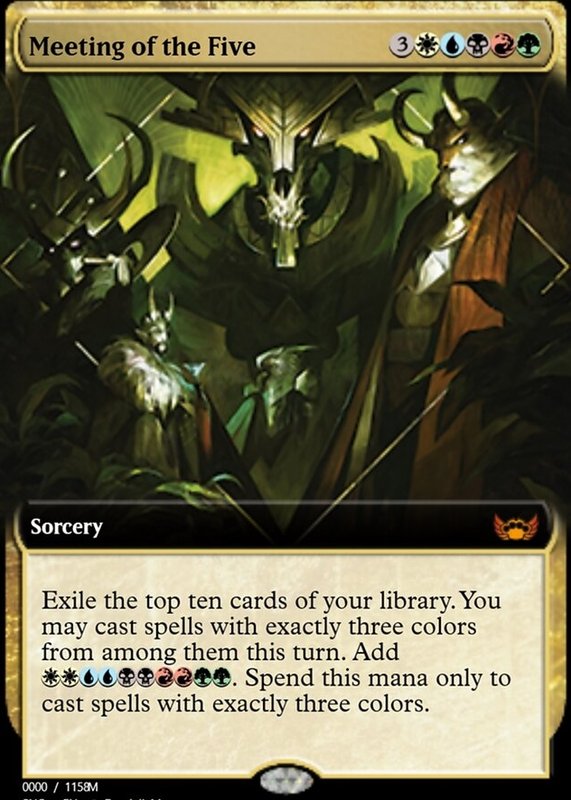 Meeting of the Five 3
Sorcery
Exile the top ten cards of your library. You
may cast spells with exactly three colors
from among them this turn. Add
. Spend this mana only to
cast spells with exactly three colors.
0000 / 1158M